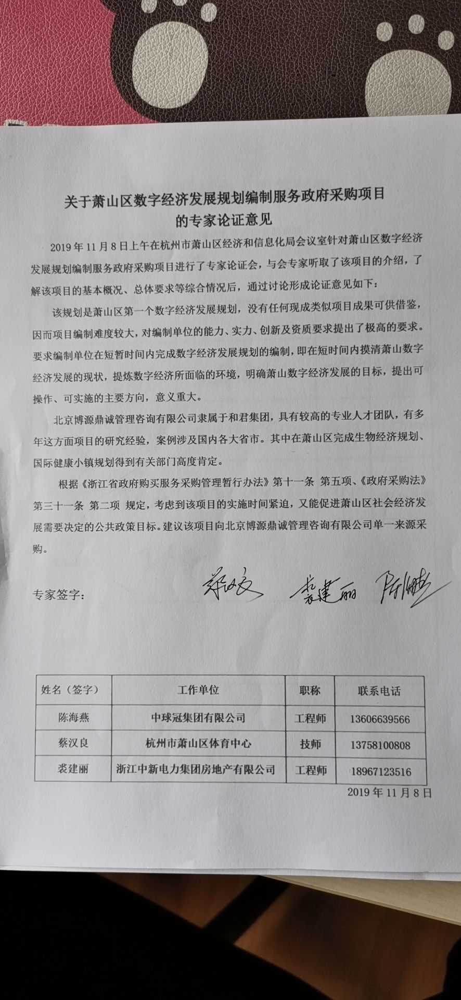 关于萧山区数字经济发展规划编制服务政府采购项目
的专家论证意见
2019年11月8日上午在杭州市萧山区经济和信息化局会议室针对萧山区数字经济
发展规划编制服务政府采购项目进行了专家论证会，与会专家听取了该项目的介绍，了
解该项目的基本概况、总体要求等综合情况后，通过讨论形成论证意见如下：
该规划是萧山区第一个数字经济发展规划，没有任何现成类似项目成果可供借鉴，
因而项目编制难度较大，对编制单位的能力、实力、创新及资质要求提出了极高的要求。
要求编制单位在短暂时间内完成数字经济发展规划的编制，即在短时间内摸清萧山数字
经济发展的现状，提炼数字经济所面临的环境，明确萧山数字经济发展的目标，提出可
操作、可实施的主要方向，意义重大。
北京博源鼎诚管理咨询有限公司隶属于和君集团，具有较高的专业人才团队，有多
年这方面项目的研究经验，案例涉及国内各大省市。其中在萧山区完成生物经济规划、
国际健康小镇规划得到有关部门高度肯定。
根据《浙江省政府购买服务采购管理暂行办法》第十一条 第五项、《政府采购法》
第三十一条 第二项 规定，考虑到该项目的实施时间紧迫，又能促进萧山区社会经济发
展需要决定的公共政策目标。建议该项目向北京博源鼎诚管理咨询有限公司单一来源采
购。
专家签字： 裘建丽
姓名（签字） 工作单位 职称 联系电话
陈海燕 中球冠集团有限公司 工程师 13606639566
蔡汉良 杭州市萧山区体育中心 技师 13758100808
裘建丽 浙江中新电力集团房地产有限公司 工程师 18967123516
2019年11月8日